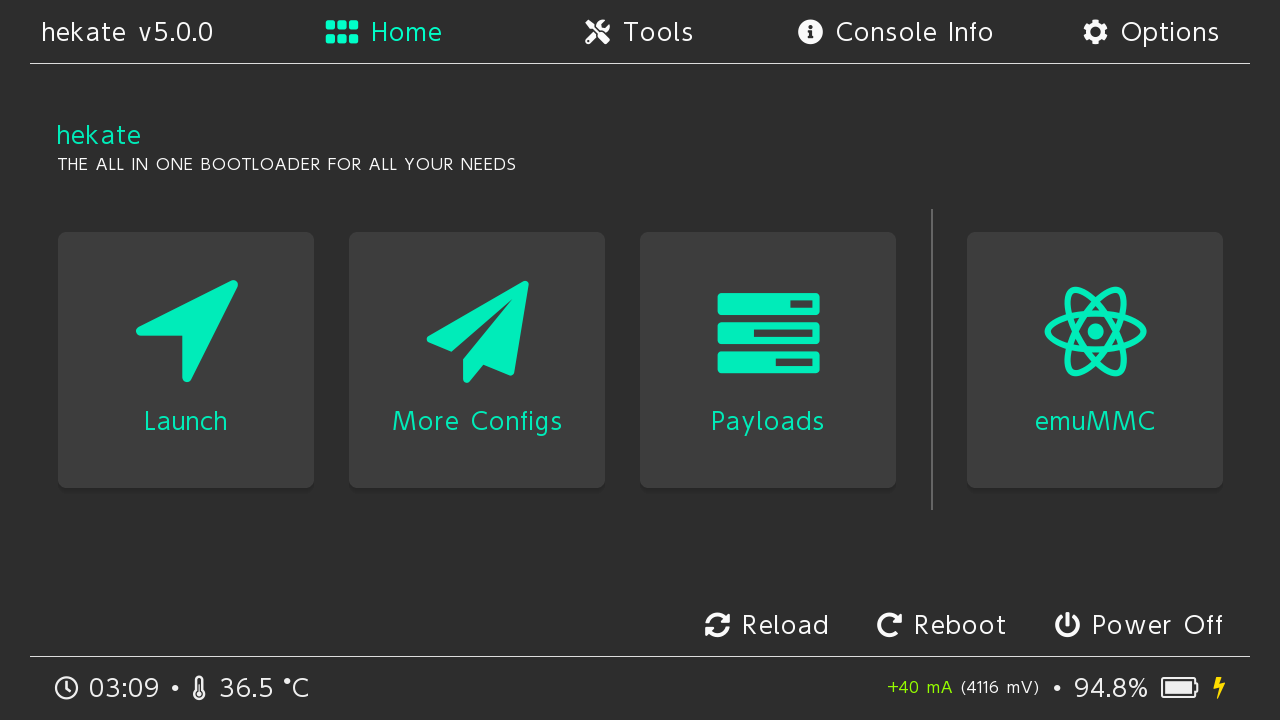 hekate v5.0.0 Home Tools Console Info Options
hekate
THE ALL IN ONE BOOTLOADER FOR ALL YOUR NEEDS
Launch More Configs Payloads emuMMC
Reload Reboot Power Off
03:09 • 36.5 °C +40 mA (4116 mV) • 94.8%